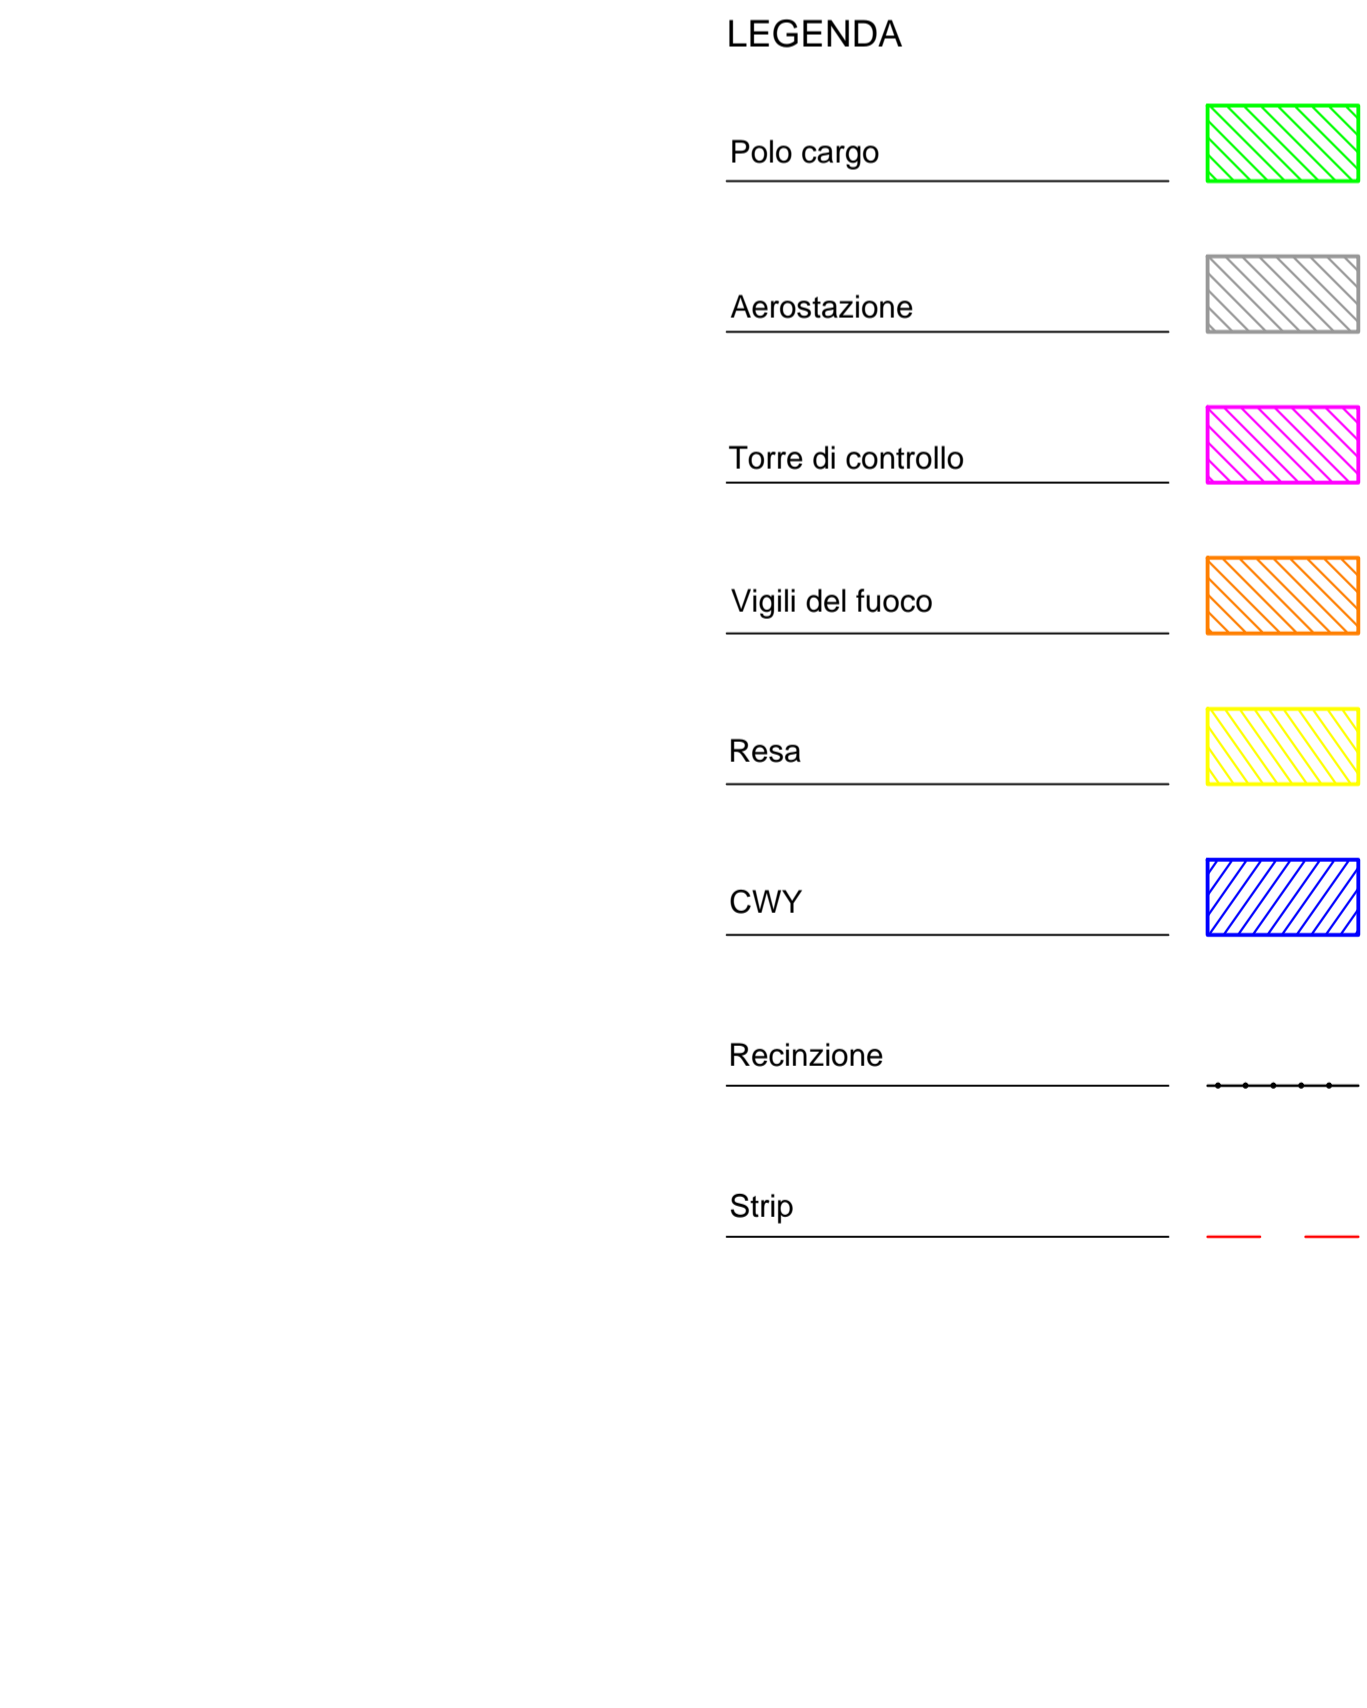 LEGENDA
Polo cargo
Aerostazione
Torre di controllo
Vigili del fuoco
Resa
CWY
Recinzione
Strip